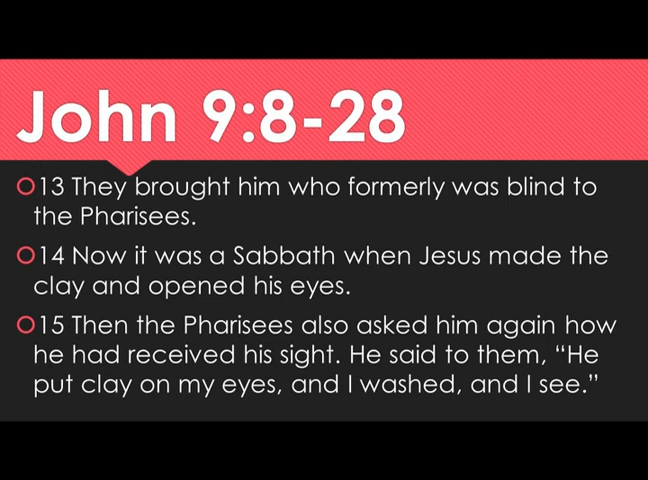 John 9:8-28
13 They brought him who formerly was blind to
the Pharisees.
14 Now it was a Sabbath when Jesus made the
clay and opened his eyes.
15 Then the Pharisees also asked him again how
he had received his sight. He said to them, “He
put clay on my eyes, and I washed, and I see.”